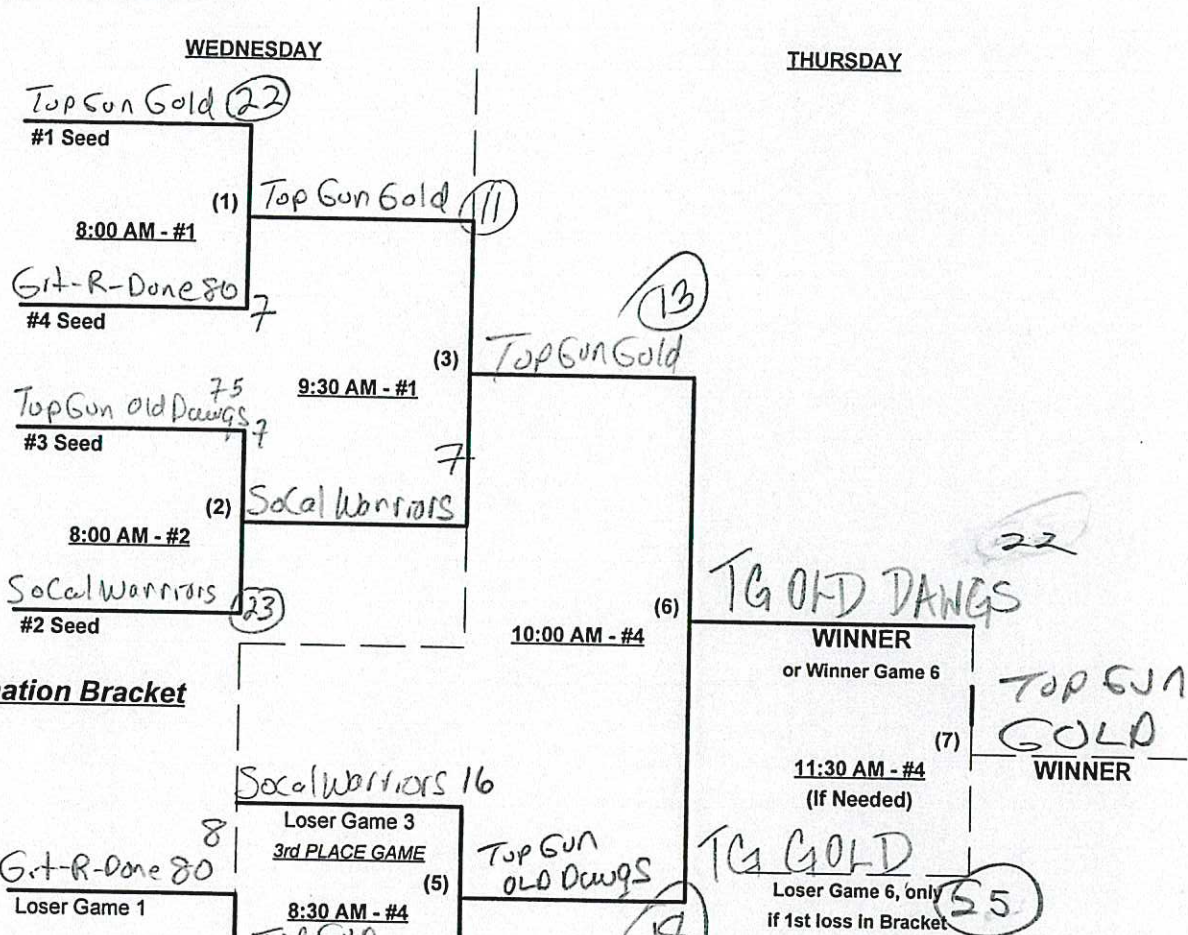 WEDNESDAY
THURSDAY
Top Gun Gold 22
#1 Seed
(1)
8:00 AM - #1
Top Gun Gold 11
Grt-R-Done 80 7
#4 Seed
13
(3)
9:30 AM - #1
Top Gun Gold
75
Top Gun Old Dawgs 7
#3 Seed
7
(2)
8:00 AM - #2
SoCal Warriors
SoCal Warriors 23
#2 Seed
22
TG OLD DAWGS
(6)
10:00 AM - #4
WINNER
or Winner Game 6
ation Bracket
TOP GUN
GOLD
(7)
WINNER
11:30 AM - #4
(If Needed)
Socal Warriors 16
Loser Game 3
3rd PLACE GAME
8
Grt-R-Done 80
Loser Game 1
(5)
8:30 AM - #4
Top Gun
OLD Dawgs
TG GOLD
Loser Game 6, only
if 1st loss in Bracket